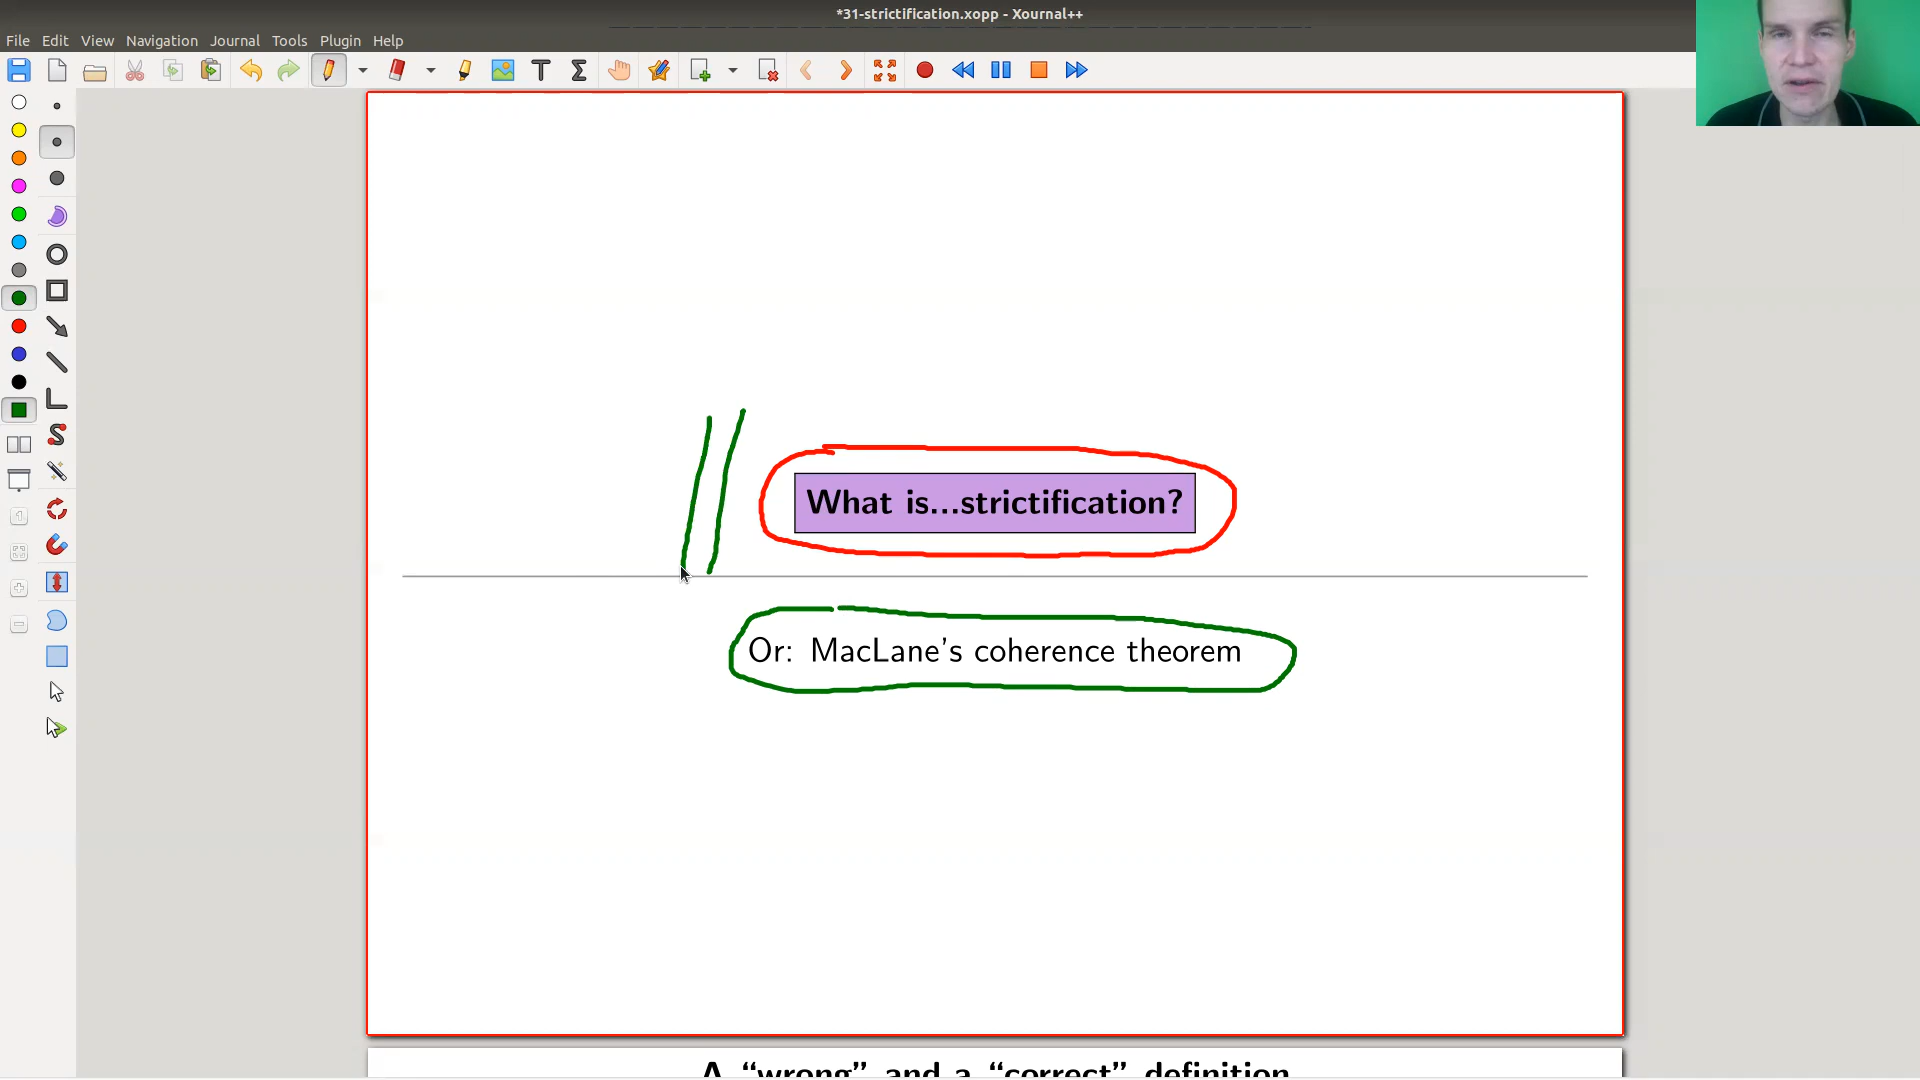 *31-strictification.xopp - Xournal++
File Edit View Navigation Journal Tools Plugin Help
What is...strictification?
Or: MacLane's coherence theorem
A “wrong” and a “correct” definition